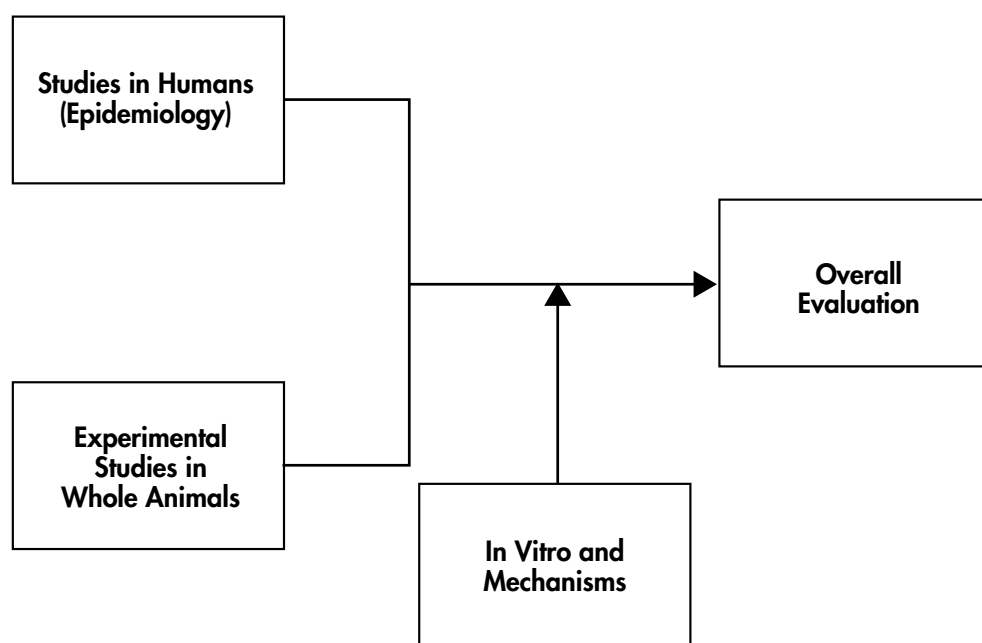 Studies in Humans
(Epidemiology)
Overall
Evaluation
Experimental
Studies in
Whole Animals
In Vitro and
Mechanisms